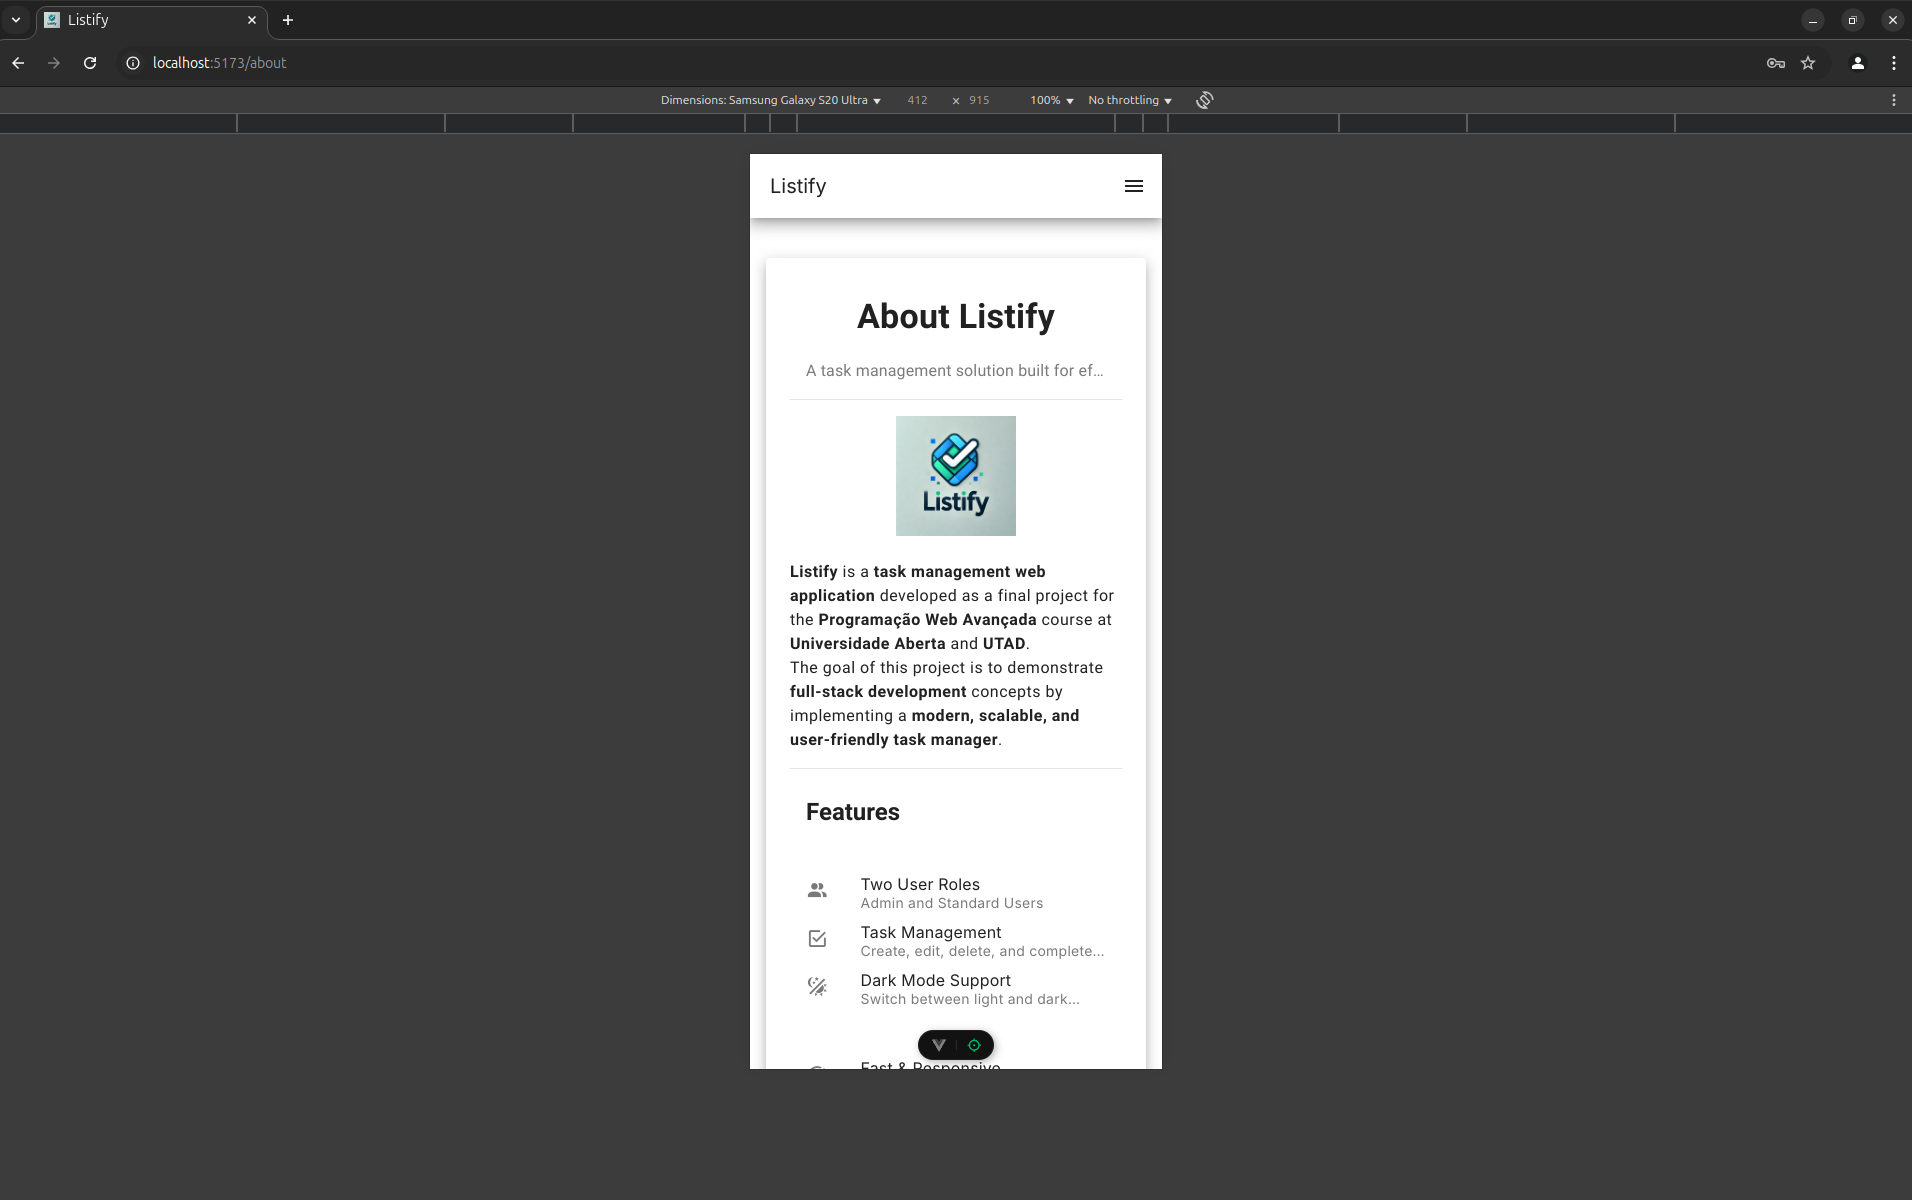 Listify
localhost:5173/about
Dimensions: Samsung Galaxy S20 Ultra 412 × 915 100% No throttling
Listify
About Listify
A task management solution built for ef...
Listify
Listify is a task management web
application developed as a final project for
the Programação Web Avançada course at
Universidade Aberta and UTAD.
The goal of this project is to demonstrate
full-stack development concepts by
implementing a modern, scalable, and
user-friendly task manager.
Features
Two User Roles
Admin and Standard Users
Task Management
Create, edit, delete, and complete...
Dark Mode Support
Switch between light and dark...
Fast & Responsive